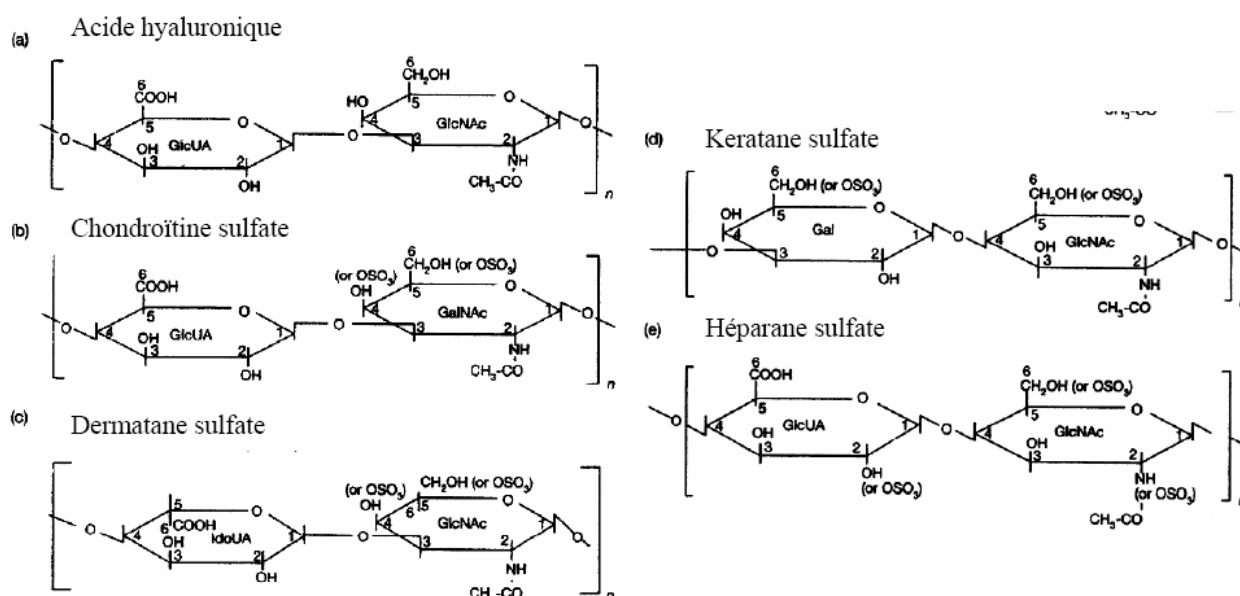 (a) Acide hyaluronique
6
COOH
5
O
GlcUA
4
1
OH
3
2
OH
O
O
6
CH₂OH
HO
5
O
4
GlcNAc
1
3
2
NH
CH₃-CO
O
n
(b) Chondroïtine sulfate
6
COOH
5
O
GlcUA
4
1
OH
3
2
OH
O
O
6
(or OSO₃)
CH₂OH (or OSO₃)
OH
5
O
4
GalNAc
1
3
2
NH
CH₃-CO
O
n
(c) Dermatane sulfate
5
O
6
COOH
IdoUA
4
1
OH
3
2
OH
O
O
(or OSO₃)
CH₂OH (or OSO₃)
OH
6
5
O
4
GlcNAc
1
3
2
NH
CH-CO
O
n
(d) Keratane sulfate
6
CH₂OH (or OSO₃)
OH
5
O
4
Gal
1
3
2
OH
O
O
6
CH₂OH (or OSO₃)
5
O
4
GlcNAc
1
OH
3
2
NH
CH₃-CO
O
(e) Héparane sulfate
6
COOH
5
O
4
GlcUA
1
OH
3
2
OH
(or OSO₃)
O
O
6
CH₂OH (or OSO₃)
5
O
4
GlcNAc
1
OH
3
2
NH
(or OSO₃)
CH₃-CO
O